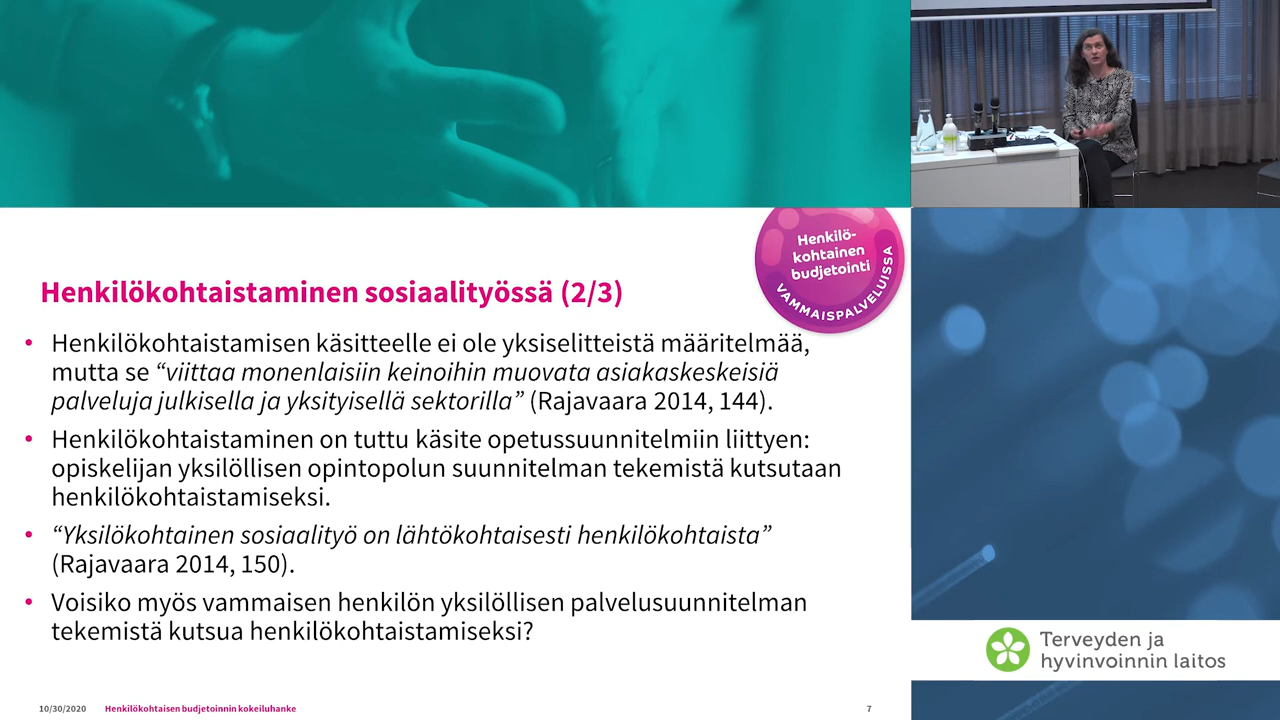 Henkilö-
kohtainen
budjetointi
VAMMAISPALVELUISSA
Henkilökohtaistaminen sosiaalityössä (2/3)
• Henkilökohtaistamisen käsitteelle ei ole yksiselitteistä määritelmää,
mutta se “viittaa monenlaisiin keinoihin muovata asiakaskeskeisiä
palveluja julkisella ja yksityisellä sektorilla” (Rajavaara 2014, 144).
• Henkilökohtaistaminen on tuttu käsite opetussuunnitelmiin liittyen:
opiskelijan yksilöllisen opintopolun suunnitelman tekemistä kutsutaan
henkilökohtaistamiseksi.
• “Yksilökohtainen sosiaalityö on lähtökohtaisesti henkilökohtaista”
(Rajavaara 2014, 150).
• Voisiko myös vammaisen henkilön yksilöllisen palvelusuunnitelman
tekemistä kutsua henkilökohtaistamiseksi?
Terveyden ja
hyvinvoinnin laitos
10/30/2020 Henkilökohtaisen budjetoinnin kokeiluhanke 7